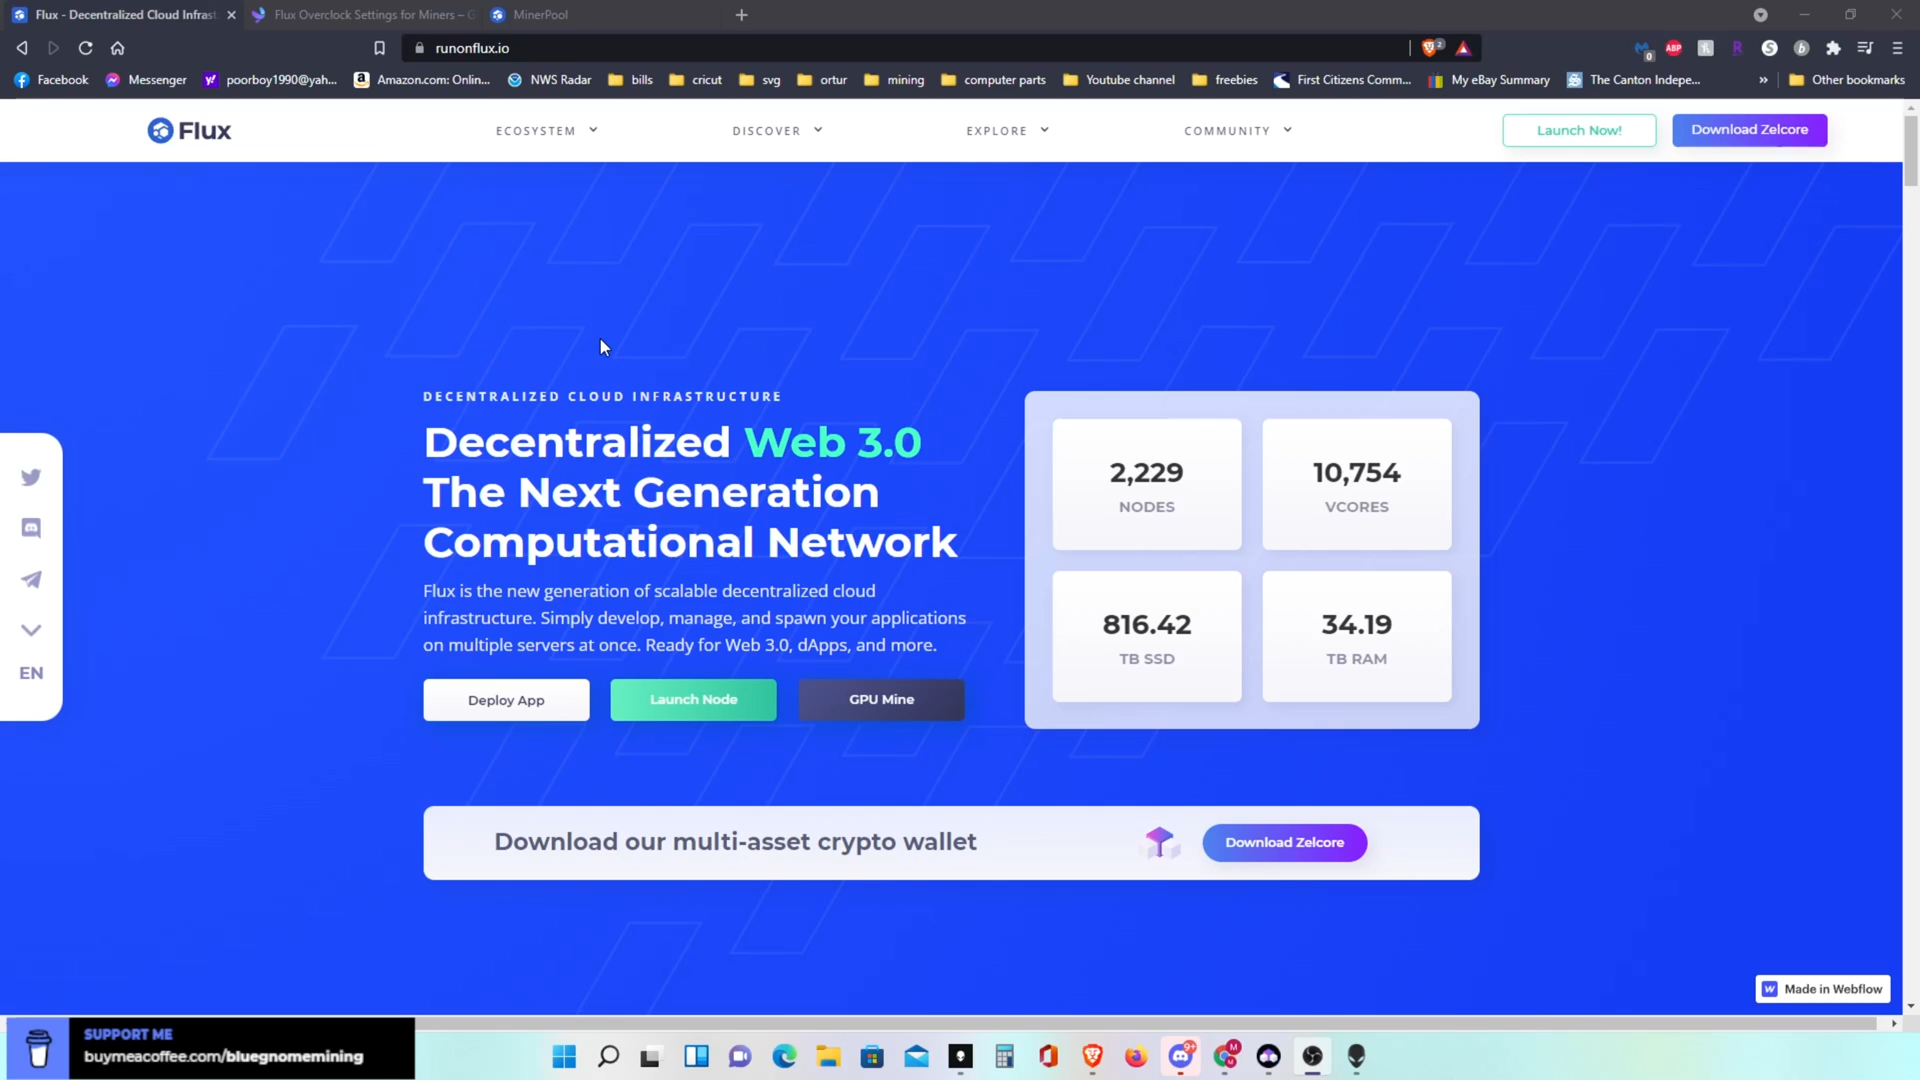 Flux - Decentralized Cloud Infrast
Flux Overclock Settings for Miners – G
MinerPool
runonflux.io
2
0
ABP
Facebook
Messenger
poorboy1990@yah...
Amazon.com: Onlin...
NWS Radar
bills
cricut
svg
ortur
mining
computer parts
Youtube channel
freebies
First Citizens Comm...
My eBay Summary
The Canton Indepe...
Other bookmarks
Flux
ECOSYSTEM
DISCOVER
EXPLORE
COMMUNITY
Launch Now!
Download Zelcore
DECENTRALIZED CLOUD INFRASTRUCTURE
Decentralized Web 3.0
The Next Generation
Computational Network
Flux is the new generation of scalable decentralized cloud
infrastructure. Simply develop, manage, and spawn your applications
on multiple servers at once. Ready for Web 3.0, dApps, and more.
Deploy App
Launch Node
GPU Mine
2,229
NODES
10,754
VCORES
816.42
TB SSD
34.19
TB RAM
EN
Download our multi-asset crypto wallet
Download Zelcore
Made in Webflow
SUPPORT ME
buymeacoffee.com/bluegnomemining
9+
M
M